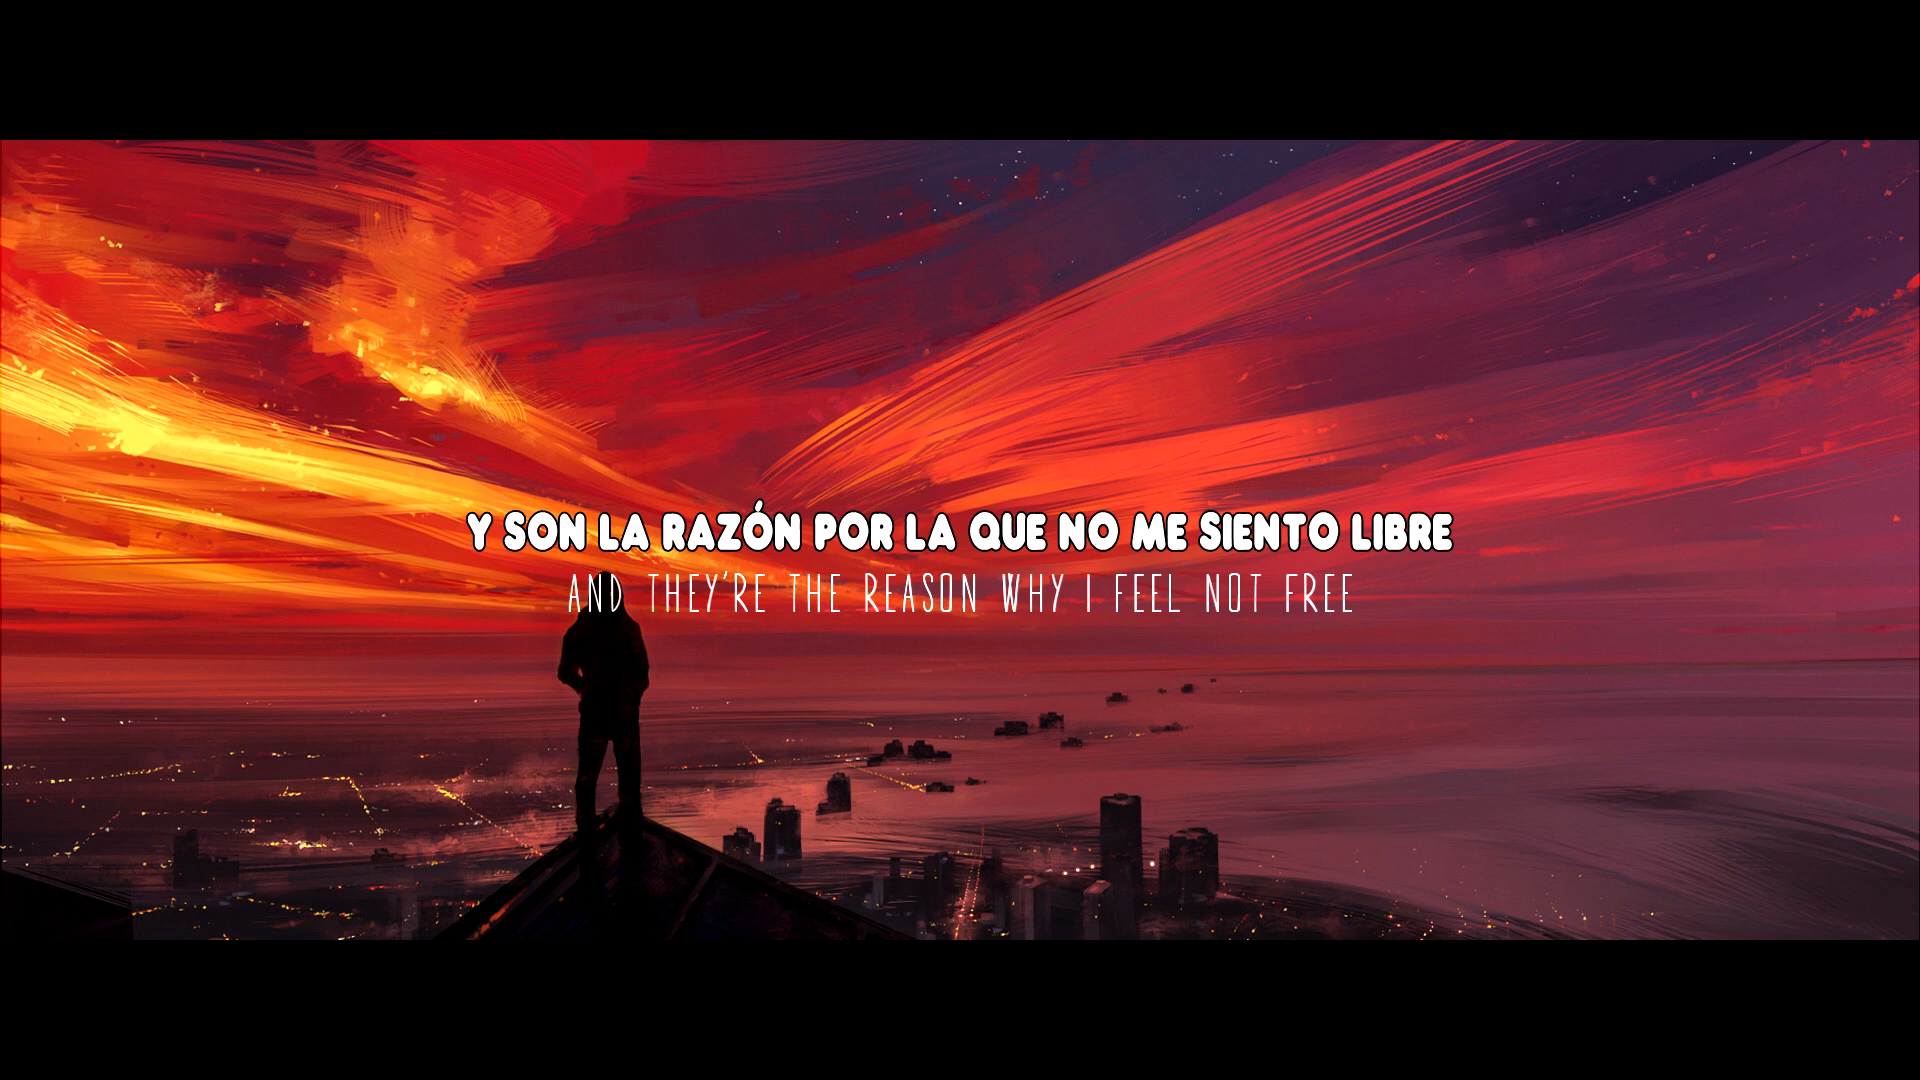 Y SON LA RAZÓN POR LA QUE NO ME SIENTO LIBRE
AND THEY'RE THE REASON WHY I FEEL NOT FREE